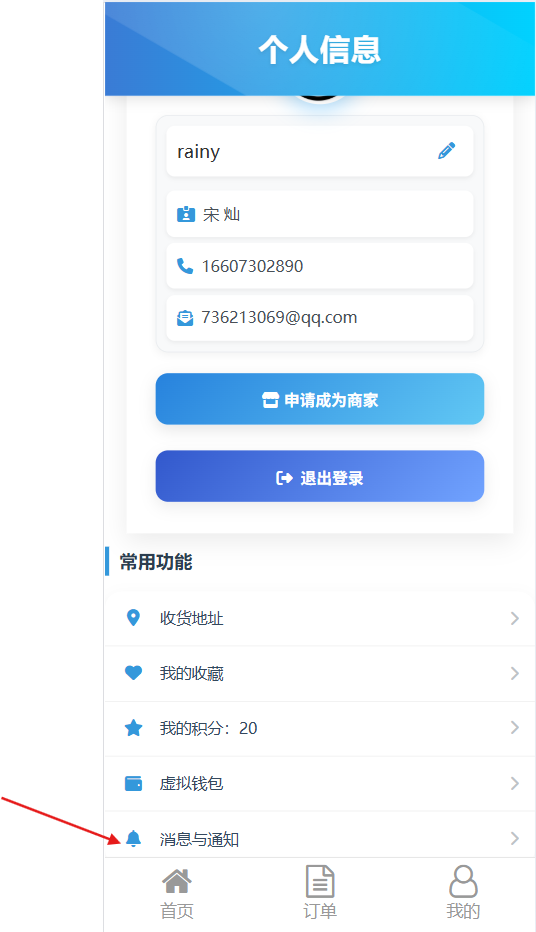 个人信息
rainy
宋 灿
16607302890
736213069@qq.com
申请成为商家
退出登录
常用功能
收货地址
我的收藏
我的积分：20
虚拟钱包
消息与通知
首页
订单
我的